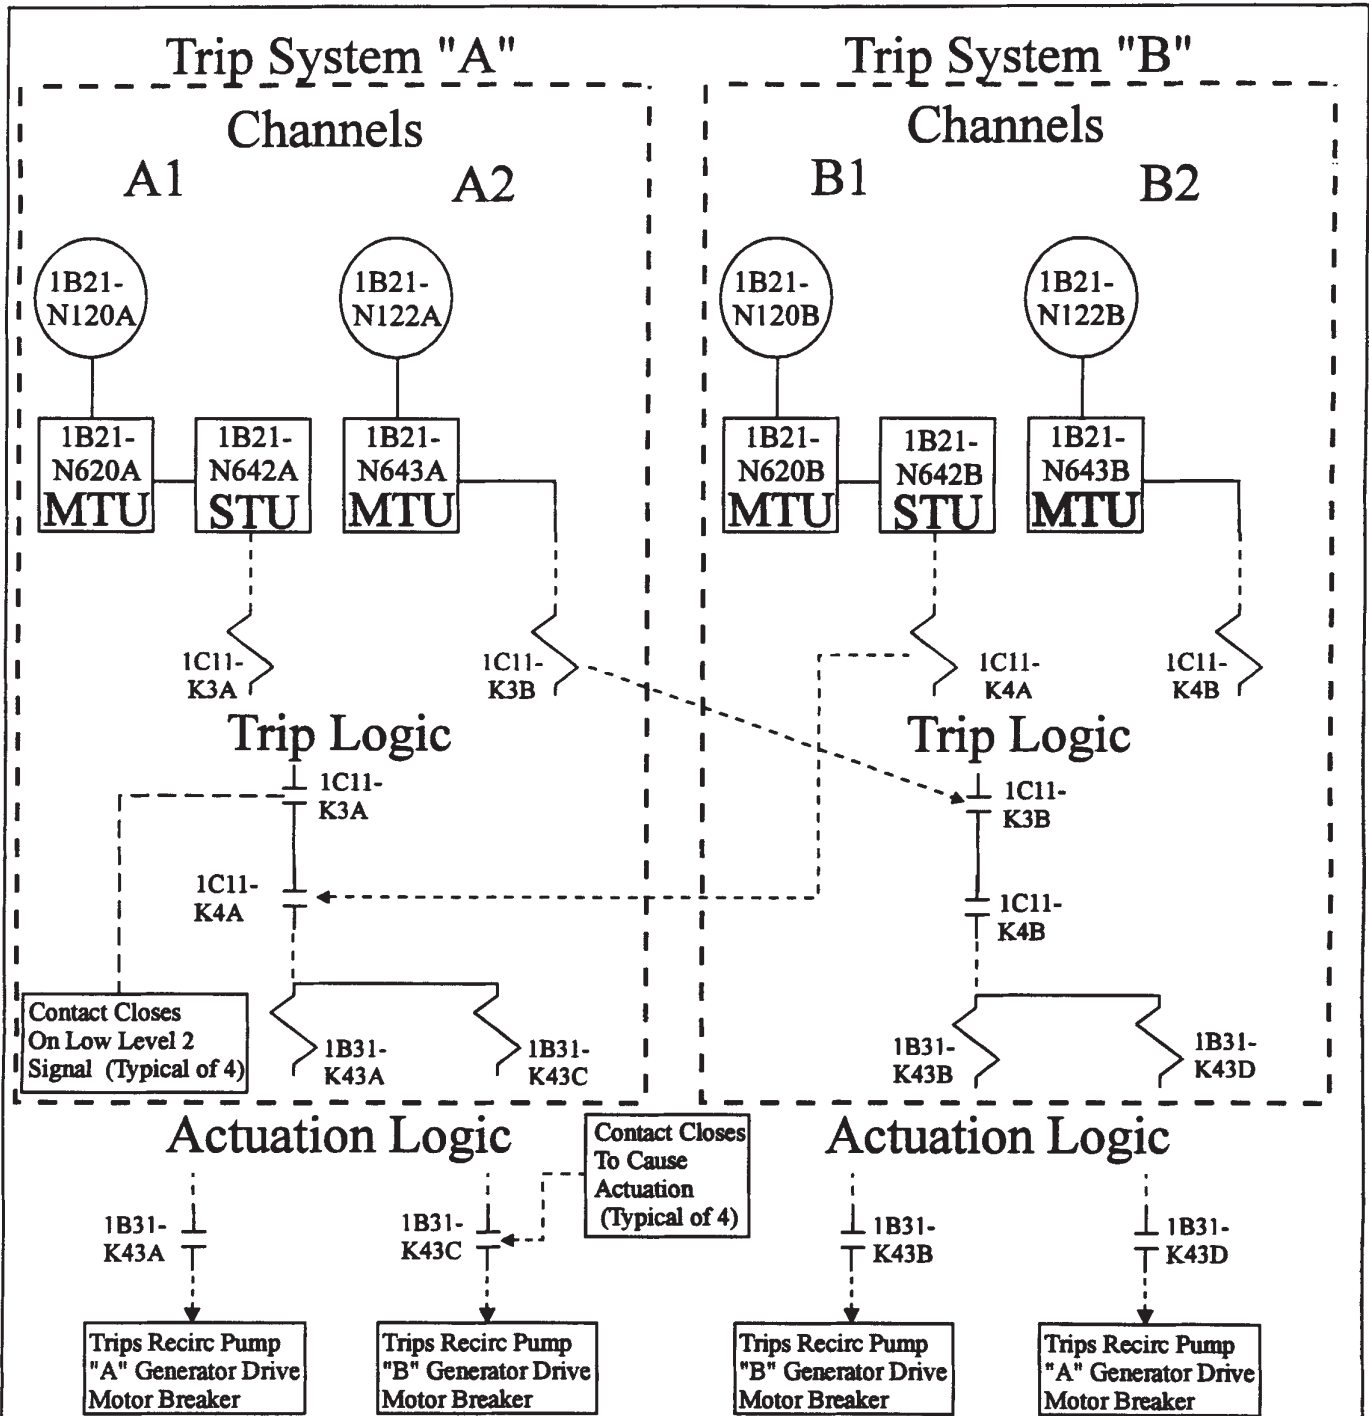 Trip System "A"
Trip System "B"
Channels
Channels
A1
A2
B1
B2
1B21-
N120A
1B21-
N122A
1B21-
N120B
1B21-
N122B
1B21-
N620A
MTU
1B21-
N642A
STU
1B21-
N643A
MTU
1B21-
N620B
MTU
1B21-
N642B
STU
1B21-
N643B
MTU
1C11-
K3A
1C11-
K3B
1C11-
K4A
1C11-
K4B
Trip Logic
Trip Logic
1C11-
K3A
1C11-
K3B
1C11-
K4A
1C11-
K4B
Contact Closes
On Low Level 2
Signal (Typical of 4)
1B31-
K43A
1B31-
K43C
1B31-
K43B
1B31-
K43D
Actuation Logic
Actuation Logic
Contact Closes
To Cause
Actuation
(Typical of 4)
1B31-
K43A
1B31-
K43C
1B31-
K43B
1B31-
K43D
Trips Recirc Pump
"A" Generator Drive
Motor Breaker
Trips Recirc Pump
"B" Generator Drive
Motor Breaker
Trips Recirc Pump
"B" Generator Drive
Motor Breaker
Trips Recirc Pump
"A" Generator Drive
Motor Breaker